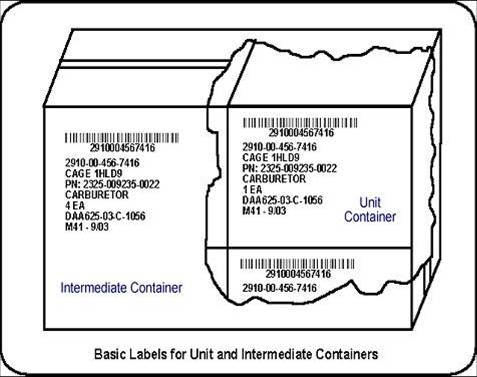 2910004567416
2910-00-456-7416
CAGE 1HLD9
PN: 2325-009235-0022
CARBURETOR
4 EA
DAA625-03-C-1056
M41 - 9/03
Intermediate Container
2910004567416
2910-00-456-7416
CAGE 1HLD9
PN: 2325-009235-0022
CARBURETOR
1 EA
DAA625-03-C-1056
M41 - 9/03
Unit
Container
2910004567416
2910-00-456-7416
Basic Labels for Unit and Intermediate Containers